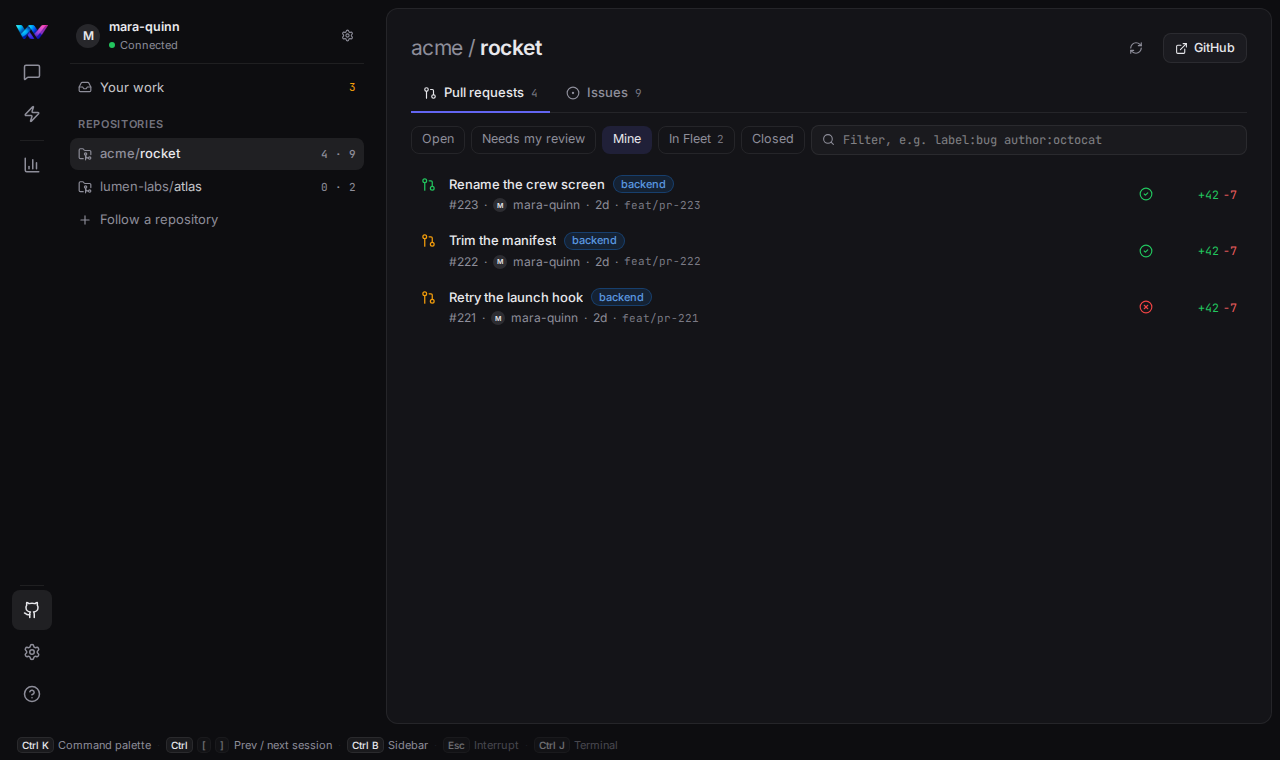 M mara-quinn
Connected
Your work 3
REPOSITORIES
acme/rocket 4 · 9
lumen-labs/atlas 0 · 2
Follow a repository
acme / rocket
GitHub
Pull requests 4 Issues 9
Open Needs my review Mine In Fleet 2 Closed Filter, e.g. label:bug author:octocat
Rename the crew screen backend
#223 · M mara-quinn · 2d · feat/pr-223
+42 -7
Trim the manifest backend
#222 · M mara-quinn · 2d · feat/pr-222
+42 -7
Retry the launch hook backend
#221 · M mara-quinn · 2d · feat/pr-221
+42 -7
Ctrl K Command palette Ctrl [ ] Prev / next session Ctrl B Sidebar Esc Interrupt Ctrl J Terminal